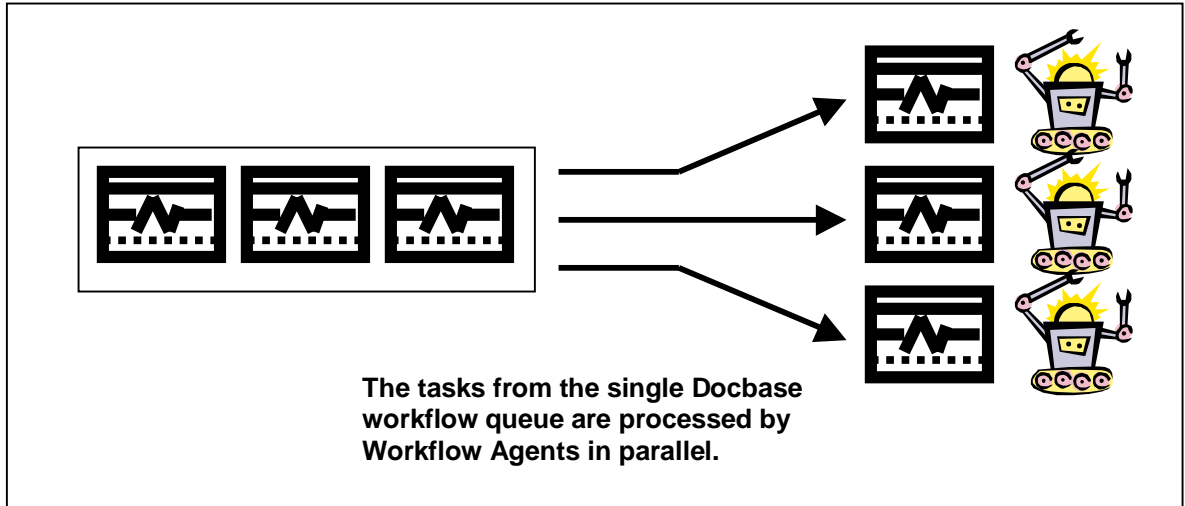 The tasks from the single Docbase
workflow queue are processed by
Workflow Agents in parallel.